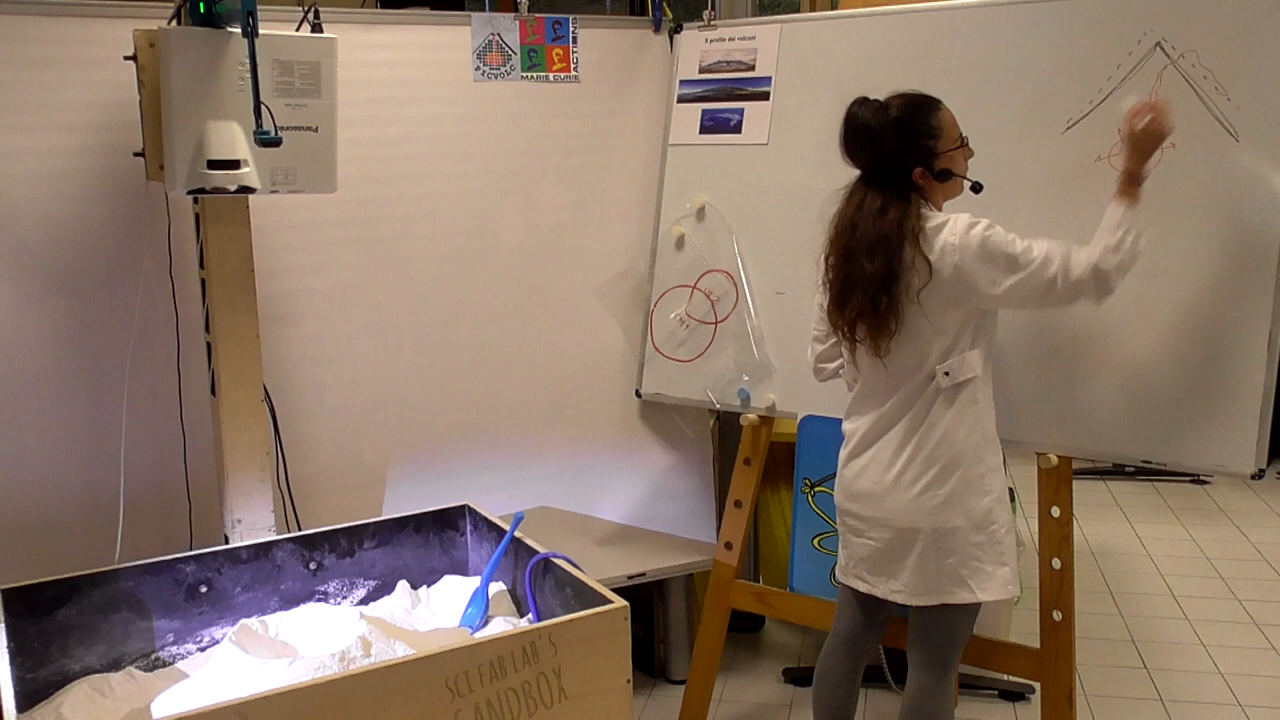 PICVOLC
MARIE CURIE
ACTIONS
Il profilo dei vulcani
Panasonic
SCI FAB LAB'S
SANDBOX